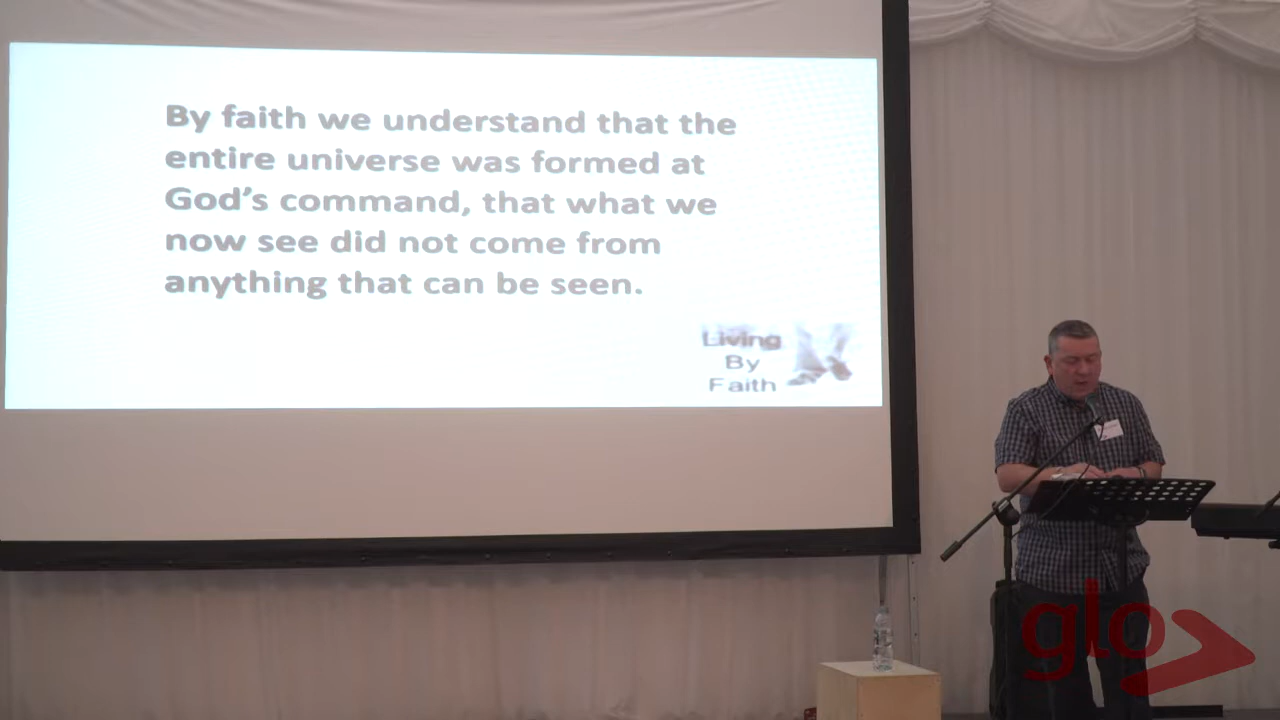 By faith we understand that the
entire universe was formed at
God's command, that what we
now see did not come from
anything that can be seen.
Living
By
Faith
glo